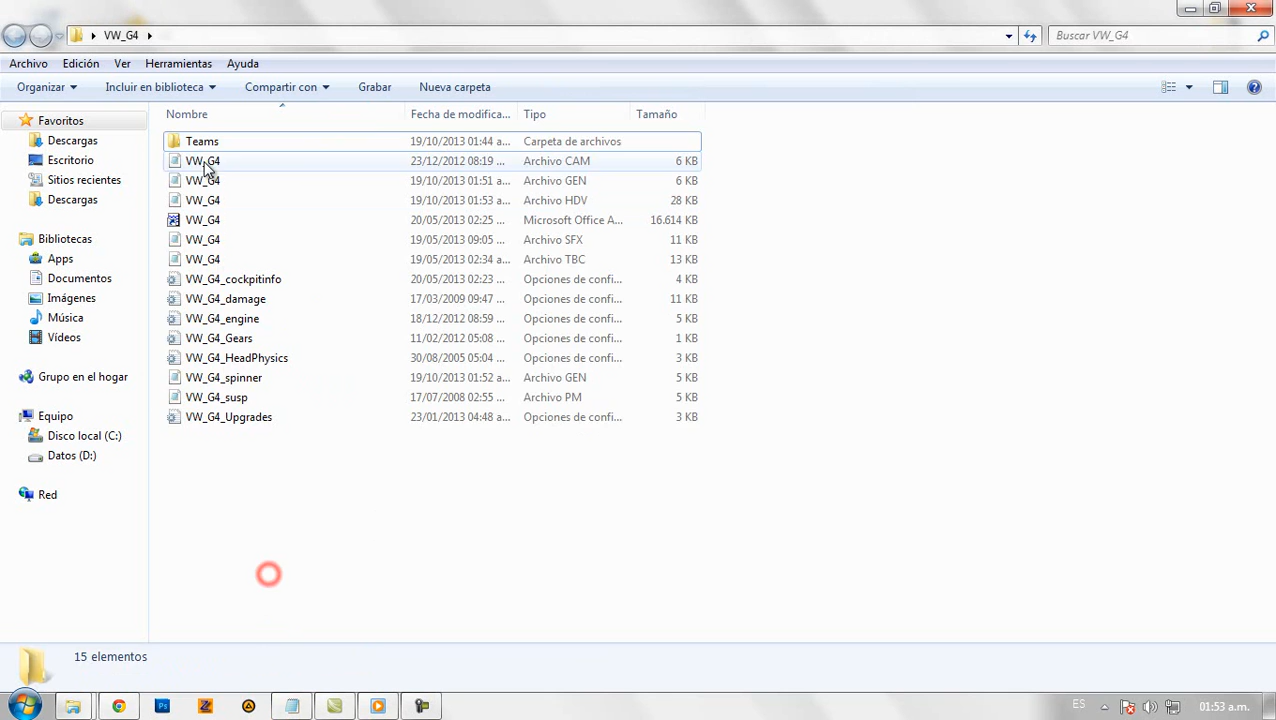 VW_G4
Buscar VW_G4
Archivo Edición Ver Herramientas Ayuda
Organizar Incluir en biblioteca Compartir con Grabar Nueva carpeta
Favoritos
Descargas
Escritorio
Sitios recientes
Descargas
Bibliotecas
Apps
Documentos
Imágenes
Música
Vídeos
Grupo en el hogar
Equipo
Disco local (C:)
Datos (D:)
Red
Nombre Fecha de modifica... Tipo Tamaño
Teams 19/10/2013 01:44 a... Carpeta de archivos
VW_G4 23/12/2012 08:19 ... Archivo CAM 6 KB
VW_G4 19/10/2013 01:51 a... Archivo GEN 6 KB
VW_G4 19/10/2013 01:53 a... Archivo HDV 28 KB
VW_G4 20/05/2013 02:25 ... Microsoft Office A... 16.614 KB
VW_G4 19/05/2013 09:05 ... Archivo SFX 11 KB
VW_G4 19/05/2013 02:34 a... Archivo TBC 13 KB
VW_G4_cockpitinfo 20/05/2013 02:23 ... Opciones de confi... 4 KB
VW_G4_damage 17/03/2009 09:47 ... Opciones de confi... 11 KB
VW_G4_engine 18/12/2012 08:59 ... Opciones de confi... 5 KB
VW_G4_Gears 11/02/2012 05:08 ... Opciones de confi... 1 KB
VW_G4_HeadPhysics 30/08/2005 05:04 ... Opciones de confi... 3 KB
VW_G4_spinner 19/10/2013 01:52 a... Archivo GEN 5 KB
VW_G4_susp 17/07/2008 02:55 ... Archivo PM 5 KB
VW_G4_Upgrades 23/01/2013 04:48 a... Opciones de confi... 3 KB
15 elementos
ES 01:53 a.m.